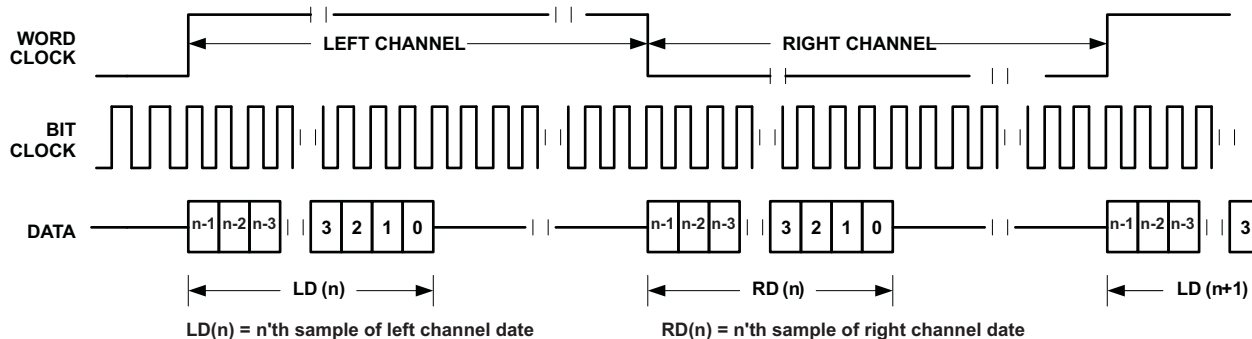 WORD
CLOCK
LEFT CHANNEL
RIGHT CHANNEL
BIT
CLOCK
DATA
n-1 n-2 n-3 3 2 1 0 n-1 n-2 n-3 3 2 1 0 n-1 n-2 n-3 3
LD (n) RD (n) LD (n+1)
LD(n) = n'th sample of left channel date
RD(n) = n'th sample of right channel date